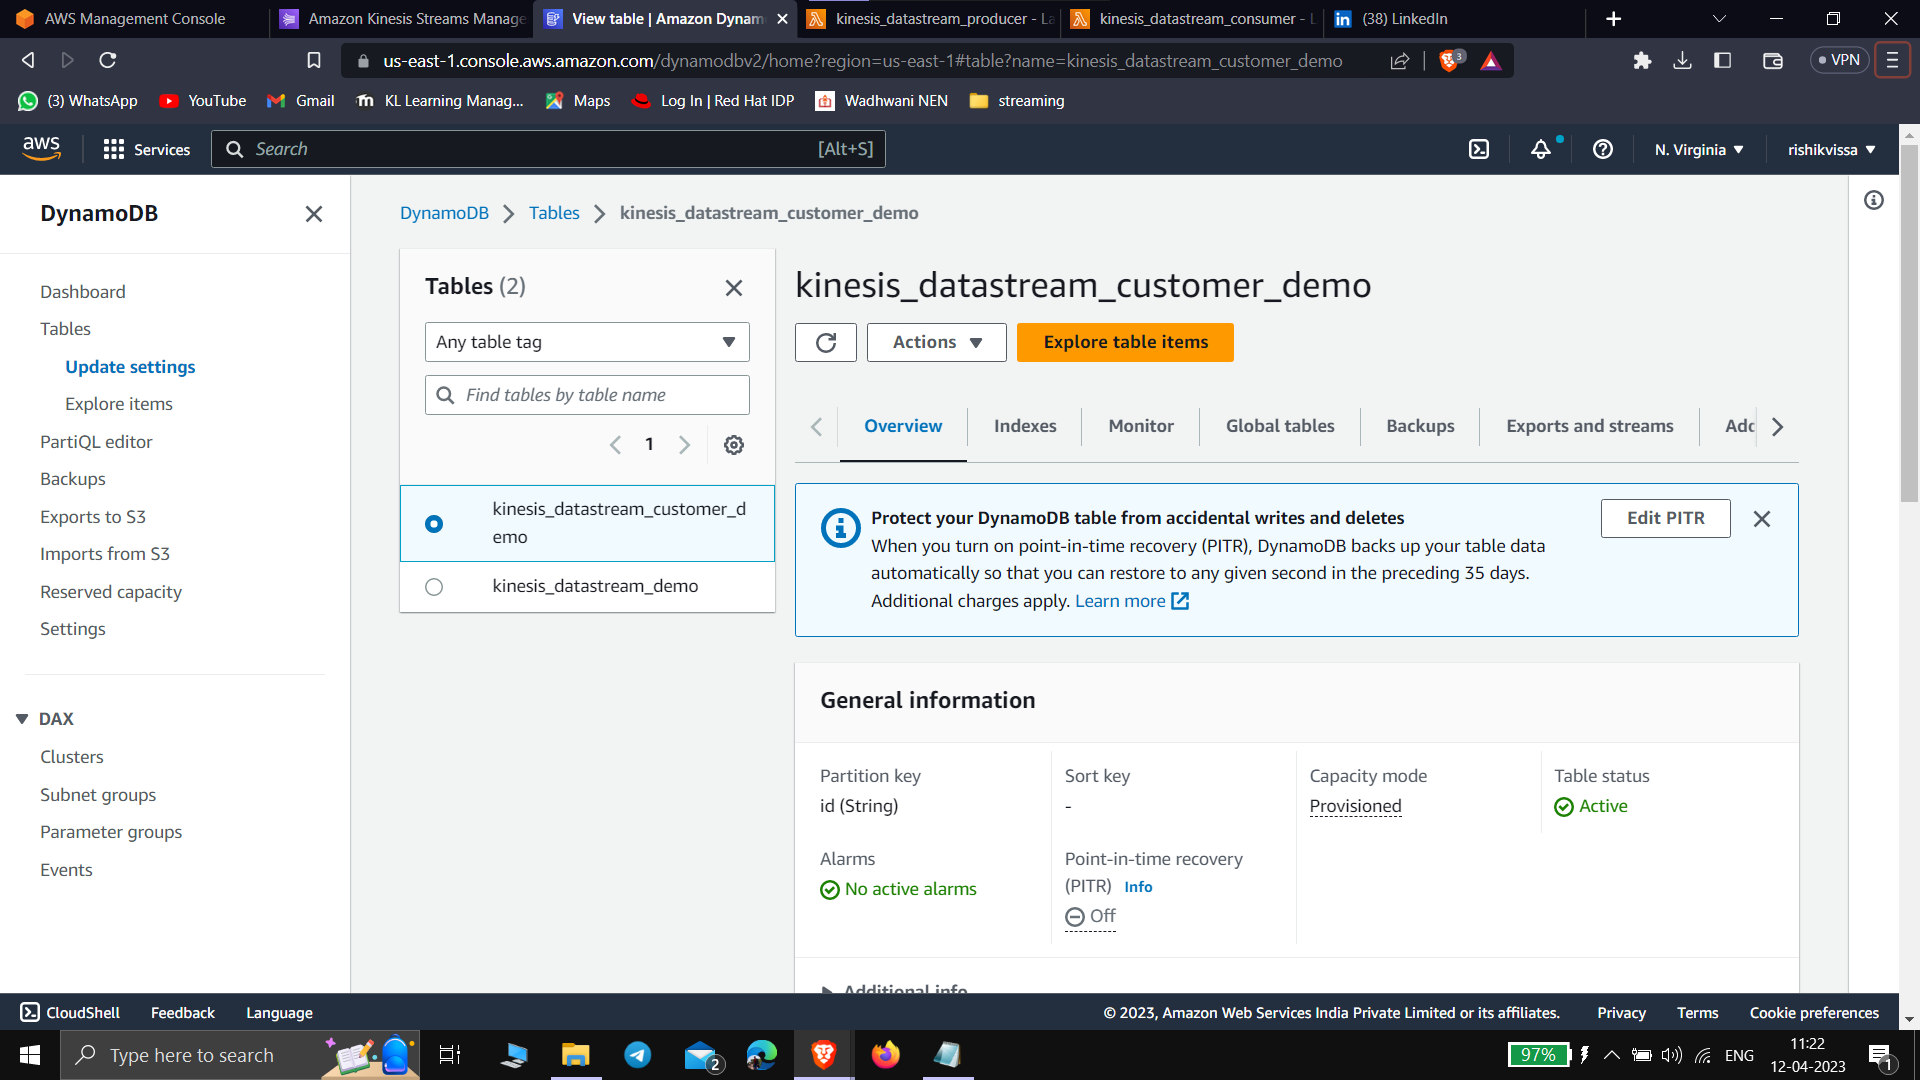 AWS Management Console
Amazon Kinesis Streams Manage
View table | Amazon Dynam
kinesis_datastream_producer - La
kinesis_datastream_consumer - L
(38) LinkedIn
us-east-1.console.aws.amazon.com/dynamodbv2/home?region=us-east-1#table?name=kinesis_datastream_customer_demo
3
VPN
(3) WhatsApp
YouTube
Gmail
KL Learning Manag...
Maps
Log In | Red Hat IDP
Wadhwani NEN
streaming
aws
Services
Search
[Alt+S]
N. Virginia
rishikvissa
DynamoDB
Dashboard
Tables
Update settings
Explore items
PartiQL editor
Backups
Exports to S3
Imports from S3
Reserved capacity
Settings
DAX
Clusters
Subnet groups
Parameter groups
Events
DynamoDB
Tables
kinesis_datastream_customer_demo
Tables (2)
Any table tag
Find tables by table name
1
kinesis_datastream_customer_d
emo
kinesis_datastream_demo
kinesis_datastream_customer_demo
Actions
Explore table items
Overview
Indexes
Monitor
Global tables
Backups
Exports and streams
Add
Protect your DynamoDB table from accidental writes and deletes
When you turn on point-in-time recovery (PITR), DynamoDB backs up your table data
automatically so that you can restore to any given second in the preceding 35 days.
Additional charges apply. Learn more
Edit PITR
General information
Partition key
id (String)
Sort key
-
Capacity mode
Provisioned
Table status
Active
Alarms
No active alarms
Point-in-time recovery
(PITR) Info
Off
Additional info
CloudShell
Feedback
Language
© 2023, Amazon Web Services India Private Limited or its affiliates.
Privacy
Terms
Cookie preferences
Type here to search
2
97%
ENG
11:22
12-04-2023
1